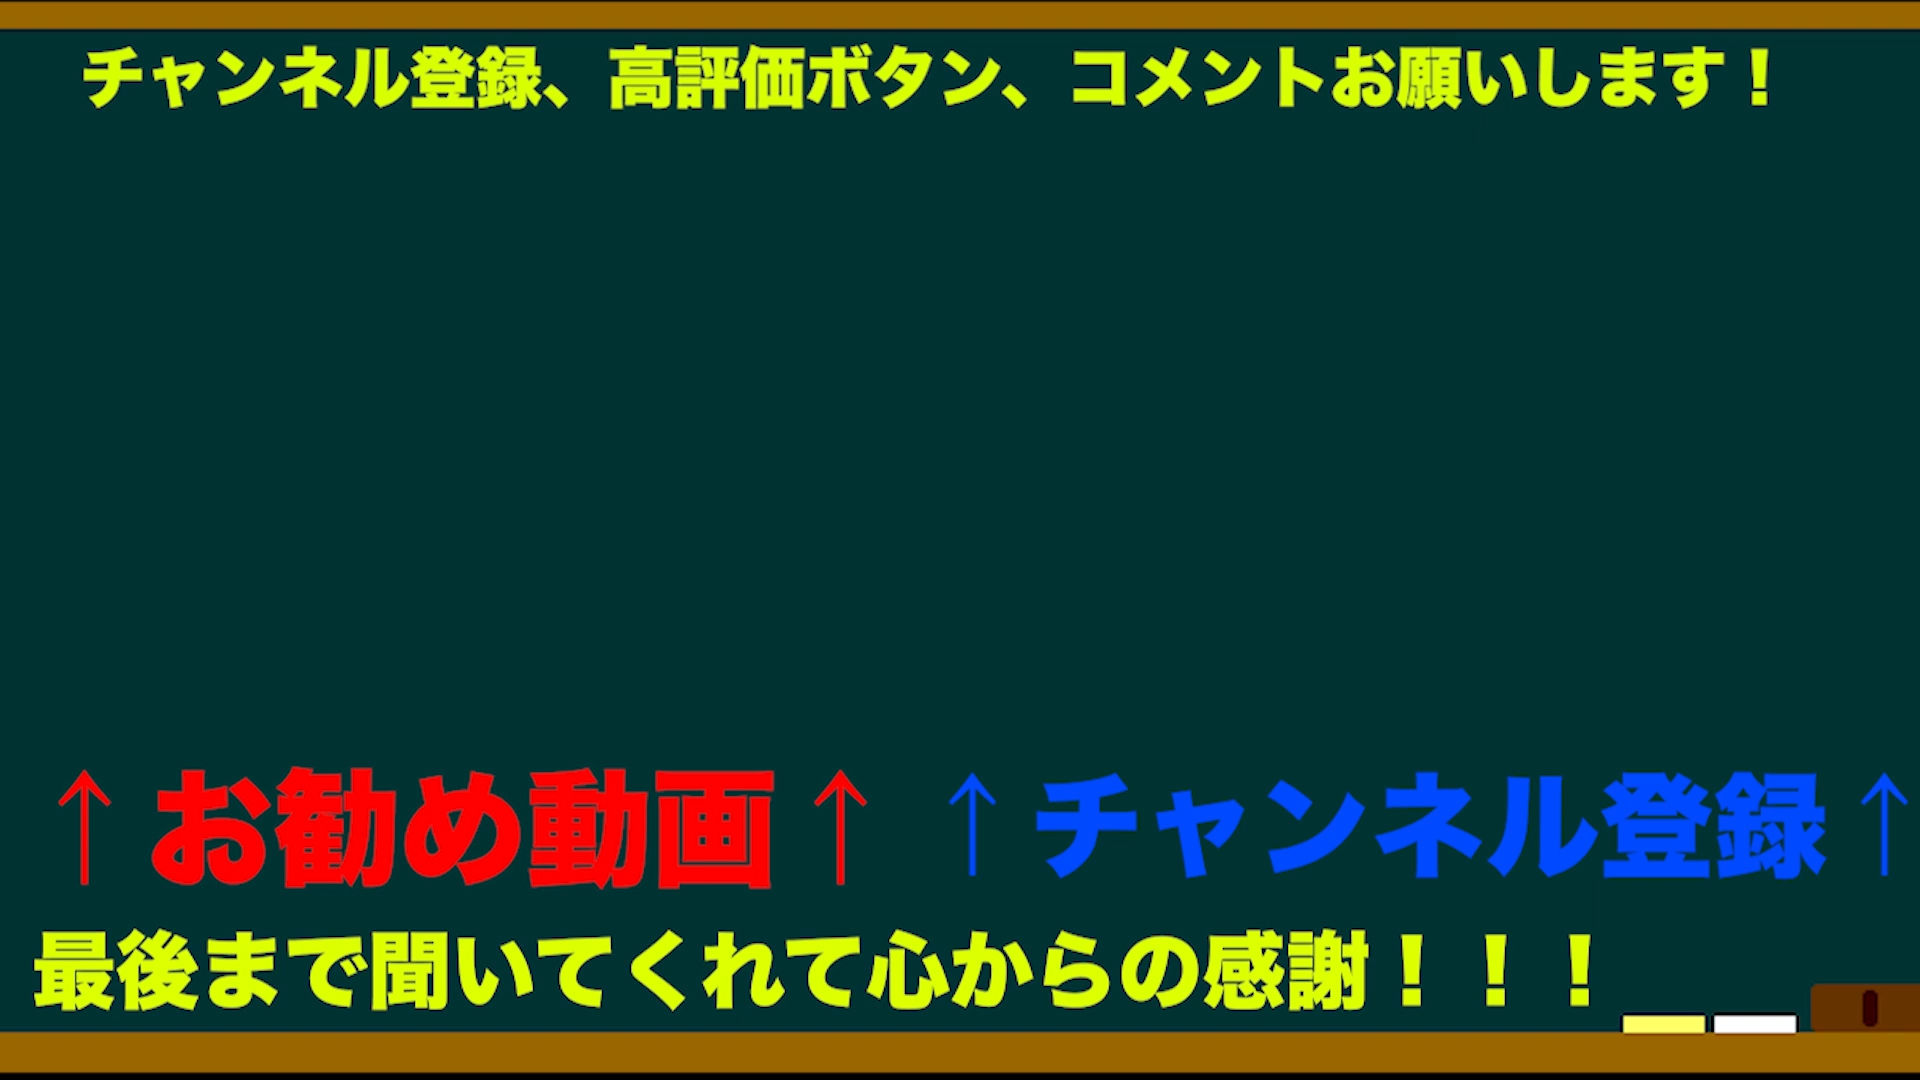 チャンネル登録、高評価ボタン、コメントお願いします！
↑お勧め動画↑
↑チャンネル登録↑
最後まで聞いてくれて心からの感謝！！！